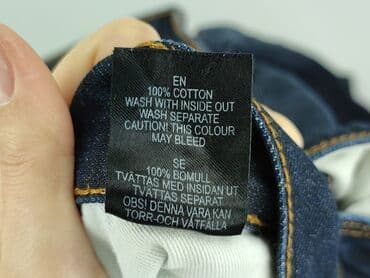 EN
100% COTTON
WASH WITH INSIDE OUT
WASH SEPARATE
CAUTION! THIS COLOUR
MAY BLEED
SE
100% BOMULL
TVÄTTAS MED INSIDAN UT
TVÄTTAS SEPARAT
OBS! DENNA VARA KAN
TORR-OCH VÅTFÄLLA